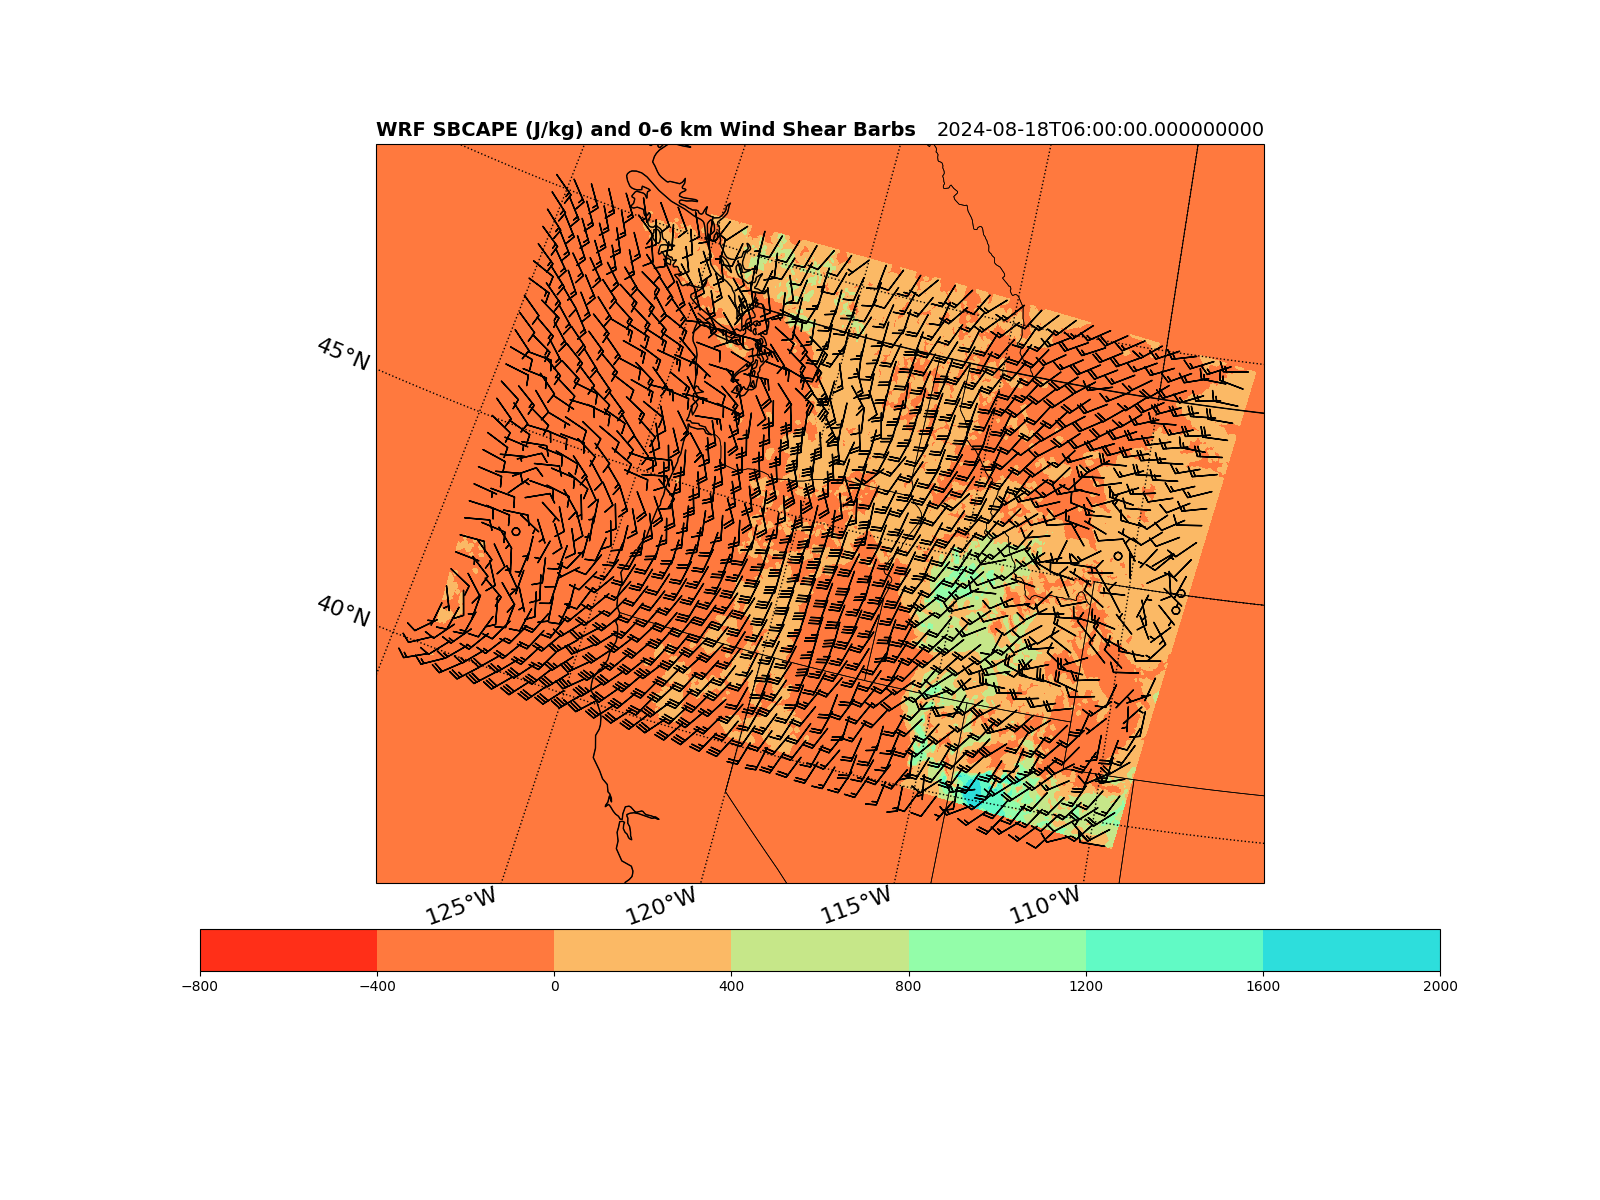 WRF SBCAPE (J/kg) and 0-6 km Wind Shear Barbs 2024-08-18T06:00:00.000000000
45°N
40°N
125°W 120°W 115°W 110°W
−800 −400 0 400 800 1200 1600 2000